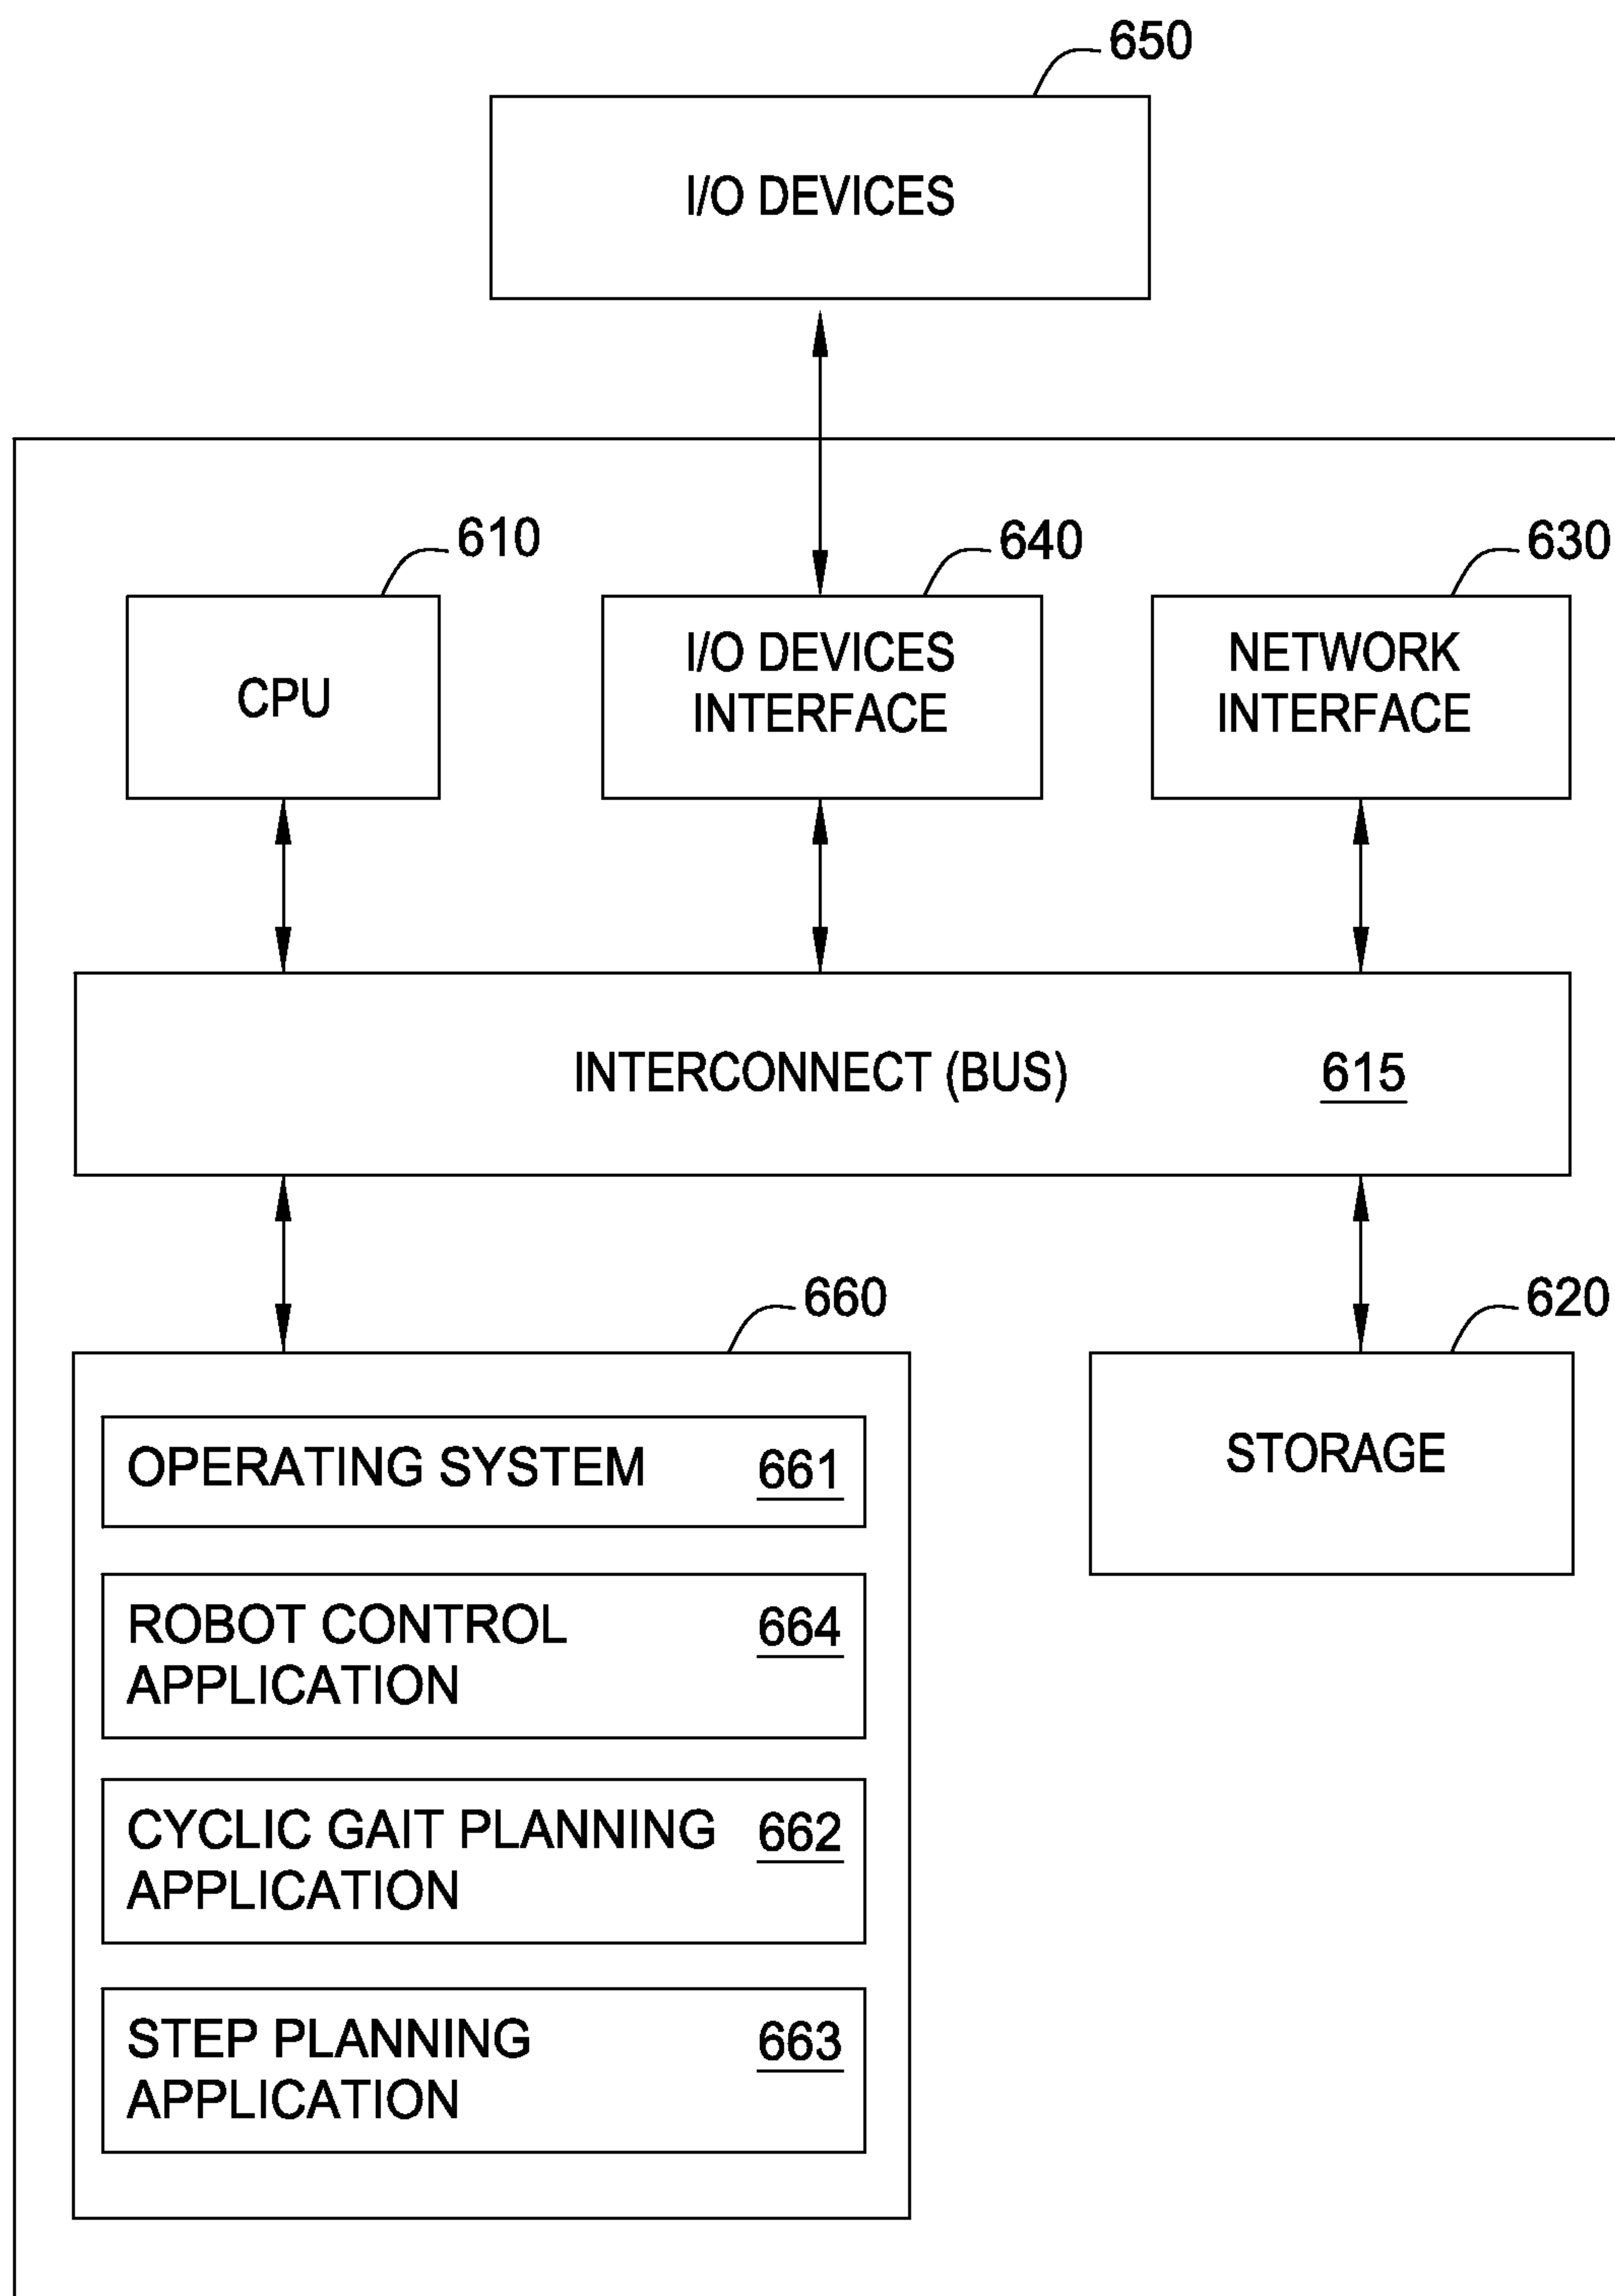 650
I/O DEVICES
610
640
630
CPU
I/O DEVICES
INTERFACE
NETWORK
INTERFACE
INTERCONNECT (BUS) 615
660
620
OPERATING SYSTEM 661
STORAGE
ROBOT CONTROL 664
APPLICATION
CYCLIC GAIT PLANNING 662
APPLICATION
STEP PLANNING 663
APPLICATION